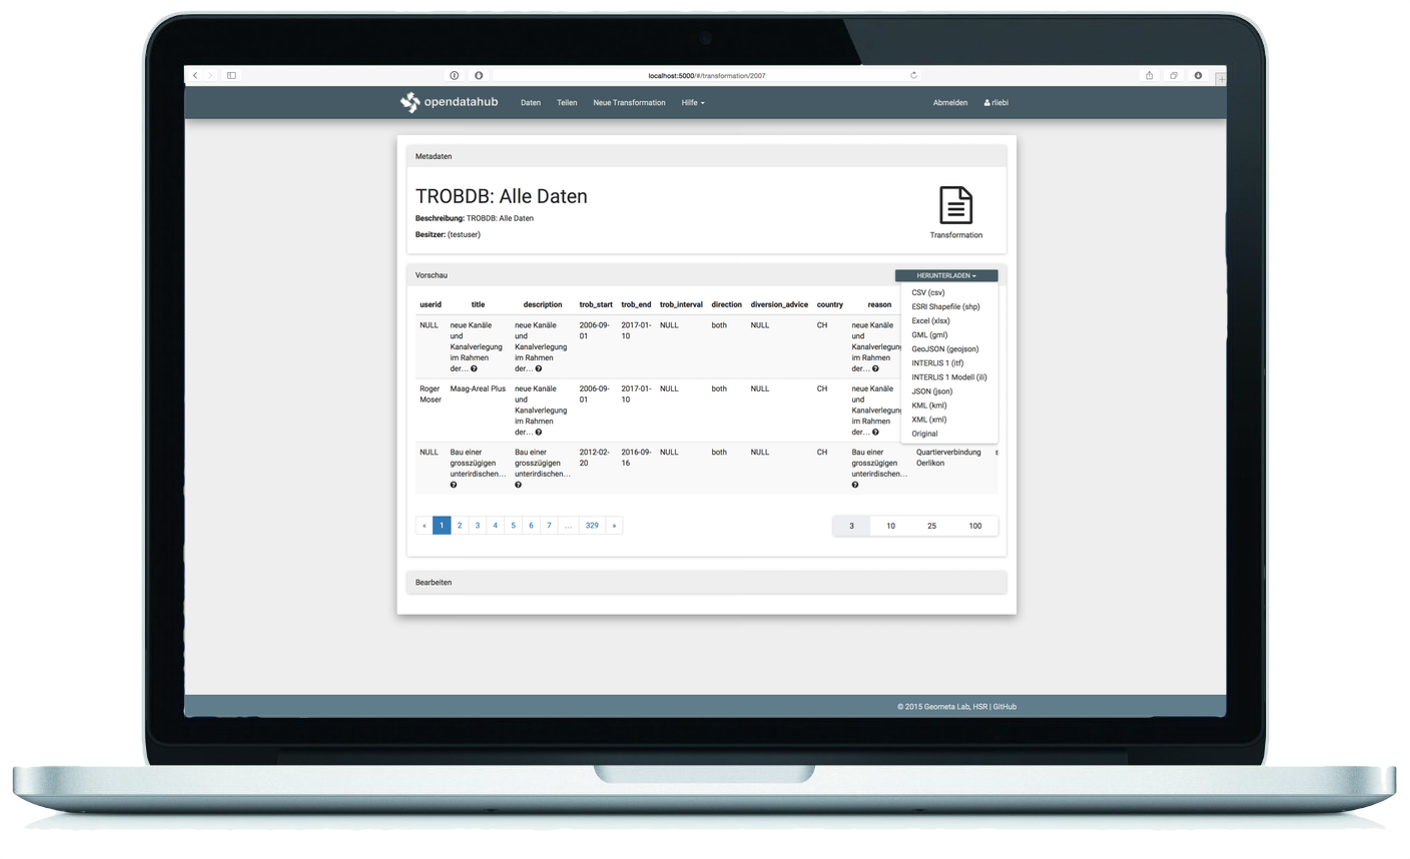 localhost:5000/#/transformation/2007
opendatahub Daten Teilen Neue Transformation Hilfe Abmelden rliebi
Metadaten
TROBDB: Alle Daten
Beschreibung: TROBDB: Alle Daten
Besitzer: (testuser)
Transformation
Vorschau
HERUNTERLADEN
CSV (csv)
ESRI Shapefile (shp)
Excel (xlsx)
GML (gml)
GeoJSON (geojson)
INTERLIS 1 (itf)
INTERLIS 1 Modell (ili)
JSON (json)
KML (kml)
XML (xml)
Original
userid title description trob_start trob_end trob_interval direction diversion_advice country reason
NULL neue Kanäle neue Kanäle 2006-09- 2017-01- NULL both NULL CH neue Kanäle
und und 01 10 und
Kanalverlegung Kanalverlegung Kanalverlegung
im Rahmen im Rahmen im Rahmen
der... der... der...
Roger Maag-Areal Plus neue Kanäle 2006-09- 2017-01- NULL both NULL CH neue Kanäle
Moser und 01 10 und
Kanalverlegung Kanalverlegung
im Rahmen im Rahmen
der... der...
NULL Bau einer Bau einer 2012-02- 2016-09- NULL both NULL CH Bau einer Quartierverbindung
grosszügigen grosszügigen 20 16 grosszügigen Oerlikon
unterirdischen... unterirdischen... unterirdischen...
« 1 2 3 4 5 6 7 ... 329 » 3 10 25 100
Bearbeiten
© 2015 Geometa Lab, HSR | GitHub